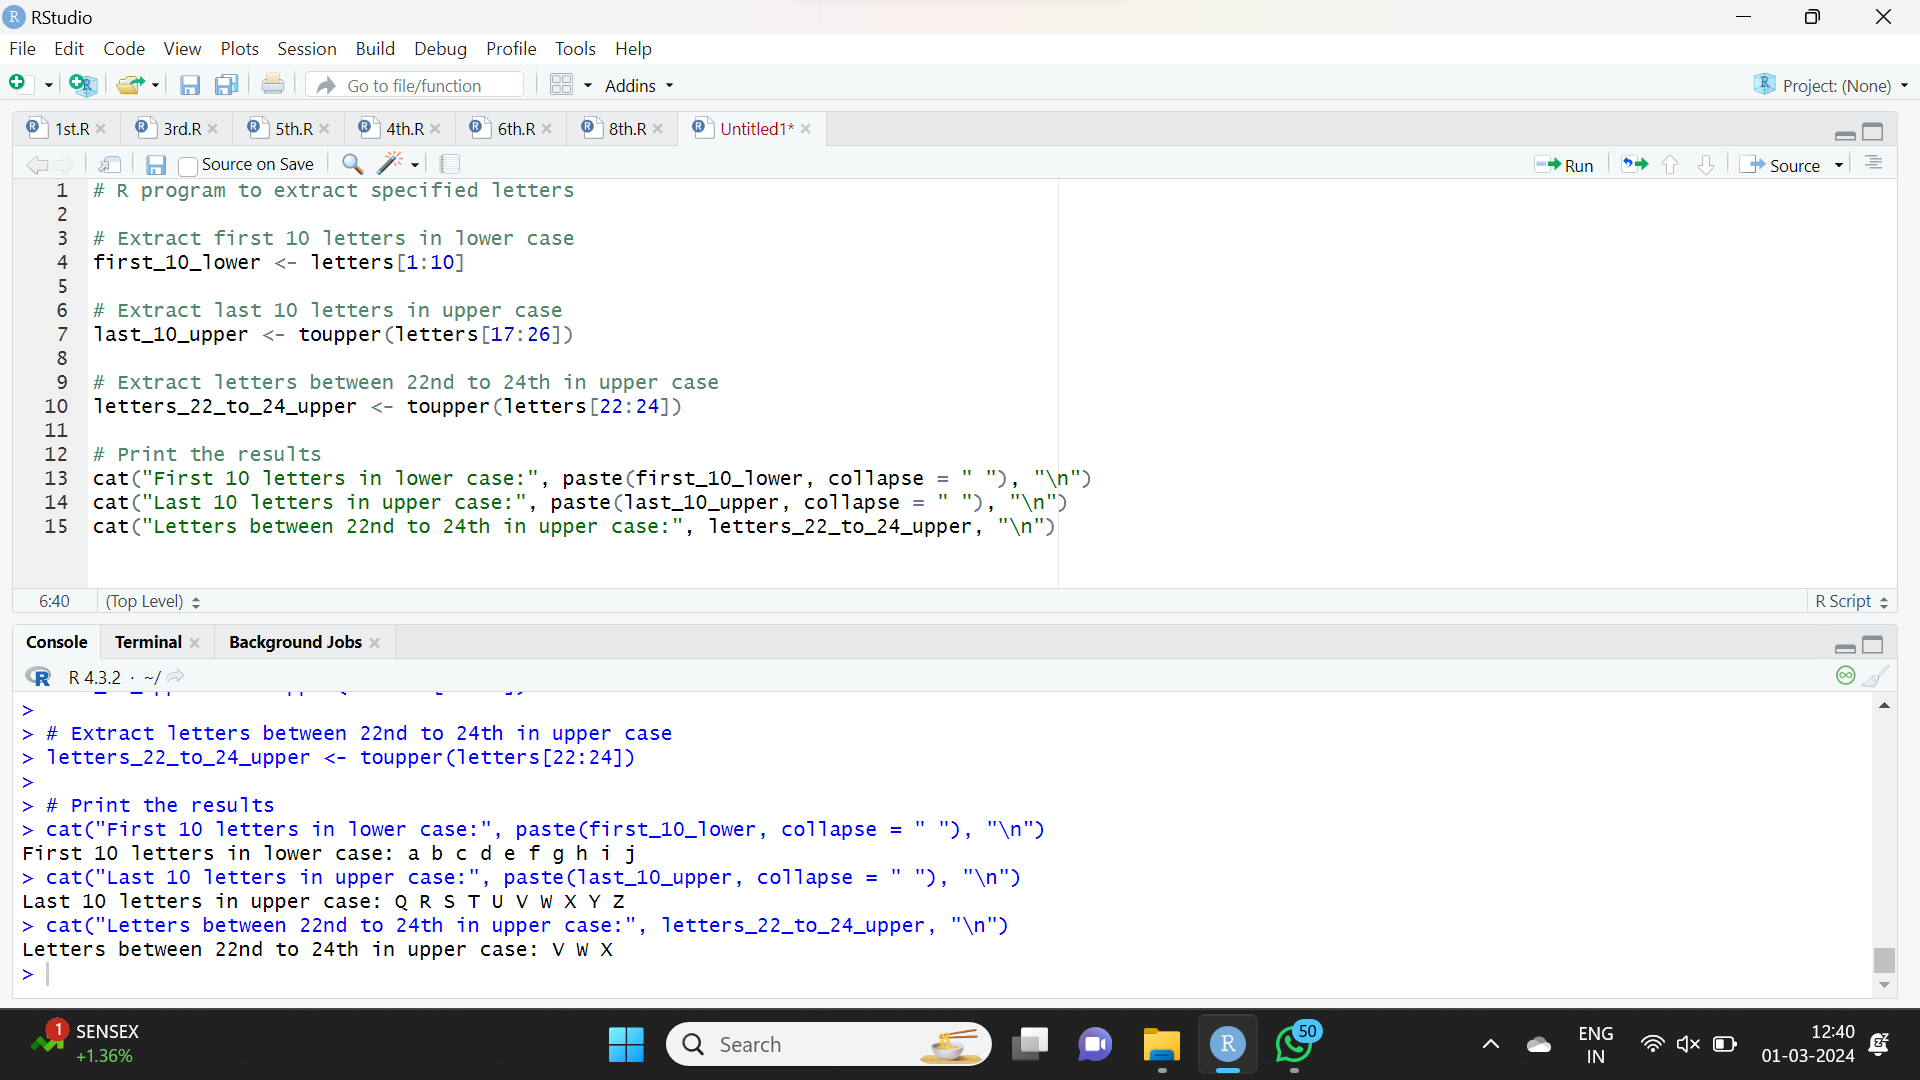 RStudio
File Edit Code View Plots Session Build Debug Profile Tools Help
Go to file/function Addins Project: (None)
1st.R 3rd.R 5th.R 4th.R 6th.R 8th.R Untitled1*
Source on Save Run Source
1 # R program to extract specified letters
2
3 # Extract first 10 letters in lower case
4 first_10_lower <- letters[1:10]
5
6 # Extract last 10 letters in upper case
7 last_10_upper <- toupper(letters[17:26])
8
9 # Extract letters between 22nd to 24th in upper case
10 letters_22_to_24_upper <- toupper(letters[22:24])
11
12 # Print the results
13 cat("First 10 letters in lower case:", paste(first_10_lower, collapse = " "), "\n")
14 cat("Last 10 letters in upper case:", paste(last_10_upper, collapse = " "), "\n")
15 cat("Letters between 22nd to 24th in upper case:", letters_22_to_24_upper, "\n")
6:40 (Top Level) R Script
Console Terminal Background Jobs
R 4.3.2 · ~/
>
> # Extract letters between 22nd to 24th in upper case
> letters_22_to_24_upper <- toupper(letters[22:24])
>
> # Print the results
> cat("First 10 letters in lower case:", paste(first_10_lower, collapse = " "), "\n")
First 10 letters in lower case: a b c d e f g h i j
> cat("Last 10 letters in upper case:", paste(last_10_upper, collapse = " "), "\n")
Last 10 letters in upper case: Q R S T U V W X Y Z
> cat("Letters between 22nd to 24th in upper case:", letters_22_to_24_upper, "\n")
Letters between 22nd to 24th in upper case: V W X
>
1 SENSEX
+1.36%
Search
R
50
ENG
IN
12:40
01-03-2024